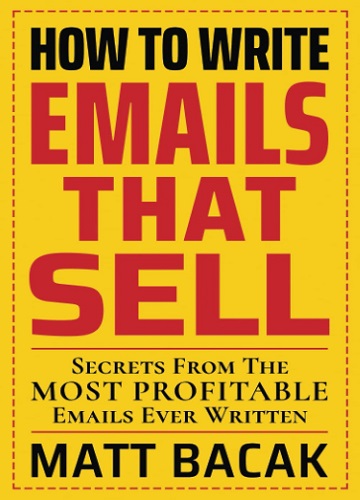 HOW TO WRITE
EMAILS
THAT
SELL
SECRETS FROM THE
MOST PROFITABLE
EMAILS EVER WRITTEN
MATT BACAK